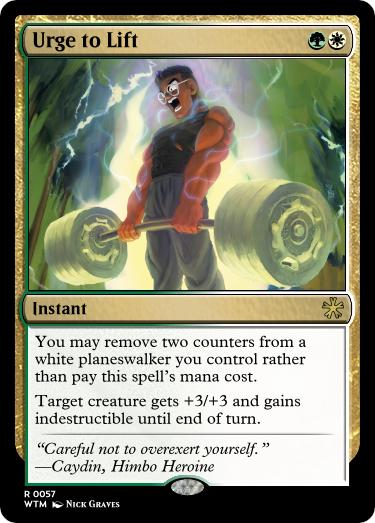 Urge to Lift
Instant
You may remove two counters from a
white planeswalker you control rather
than pay this spell's mana cost.
Target creature gets +3/+3 and gains
indestructible until end of turn.
“Careful not to overexert yourself.”
—Caydin, Himbo Heroine
R 0057
WTM Nick Graves